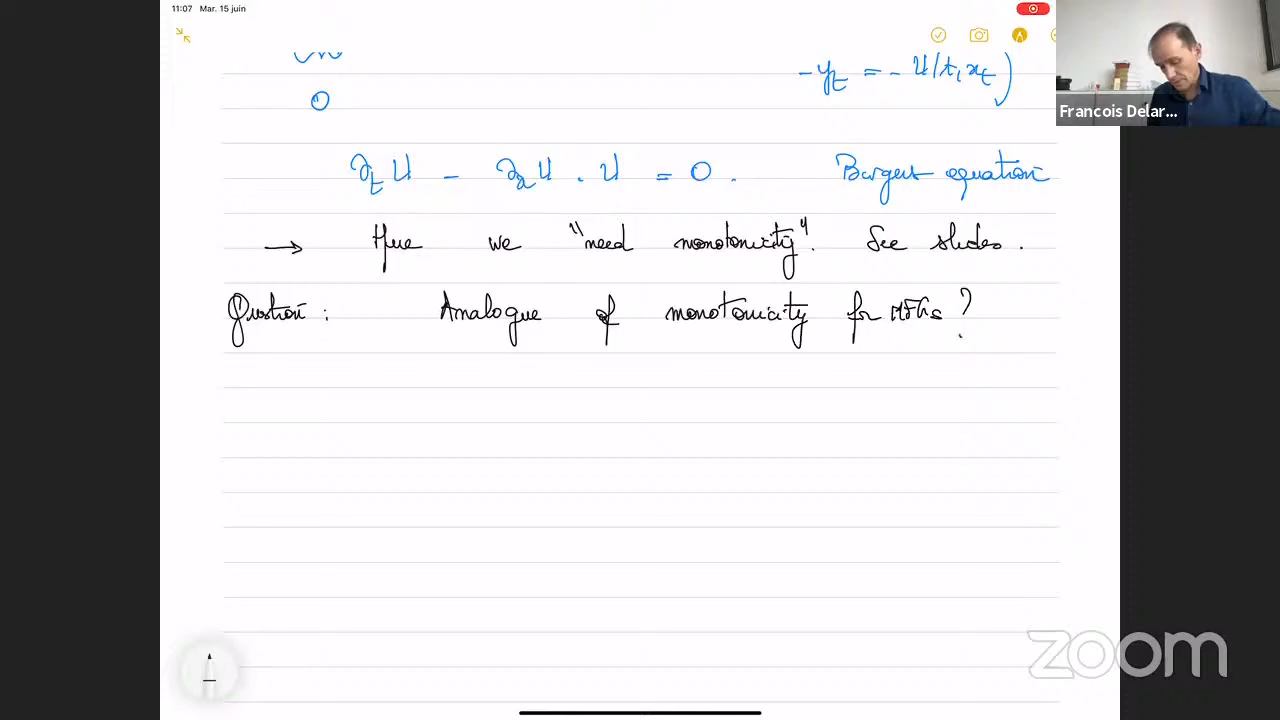 11:07 Mar. 15 juin
- y_t = - U(t, x_t)
0
Francois Delar...
∂_t U - ∂_x U . U = 0 . Burgers equation
→ Here we "need monotonicity". See slides.
Question : Analogue of monotonicity for MFGs ?
zoom